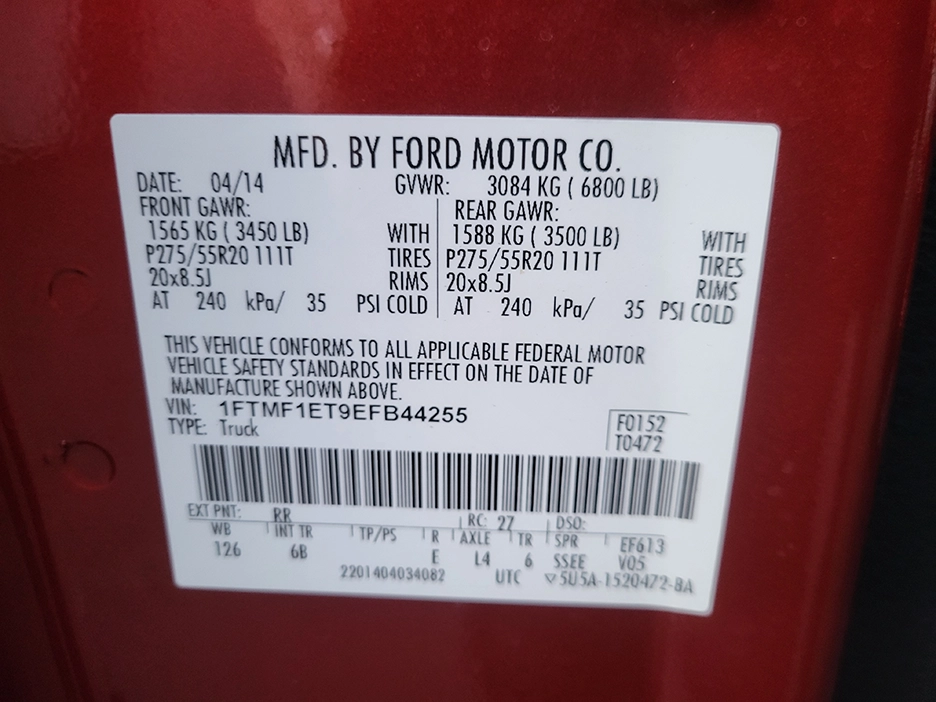 MFD. BY FORD MOTOR CO.
DATE: 04/14 GVWR: 3084 KG ( 6800 LB)
FRONT GAWR: REAR GAWR:
1565 KG ( 3450 LB) WITH 1588 KG ( 3500 LB) WITH
P275/55R20 111T TIRES P275/55R20 111T TIRES
20x8.5J RIMS 20x8.5J RIMS
AT 240 kPa/ 35 PSI COLD AT 240 kPa/ 35 PSI COLD
THIS VEHICLE CONFORMS TO ALL APPLICABLE FEDERAL MOTOR
VEHICLE SAFETY STANDARDS IN EFFECT ON THE DATE OF
MANUFACTURE SHOWN ABOVE.
VIN: 1FTMF1ET9EFB44255 F0152
TYPE: Truck T0472
EXT PNT: RR RC: 27 DSO:
WB INT TR TP/PS R AXLE TR SPR EF613
126 6B E L4 6 SSEE V05
2201404034082 UTC ▽5U5A-1520472-BA